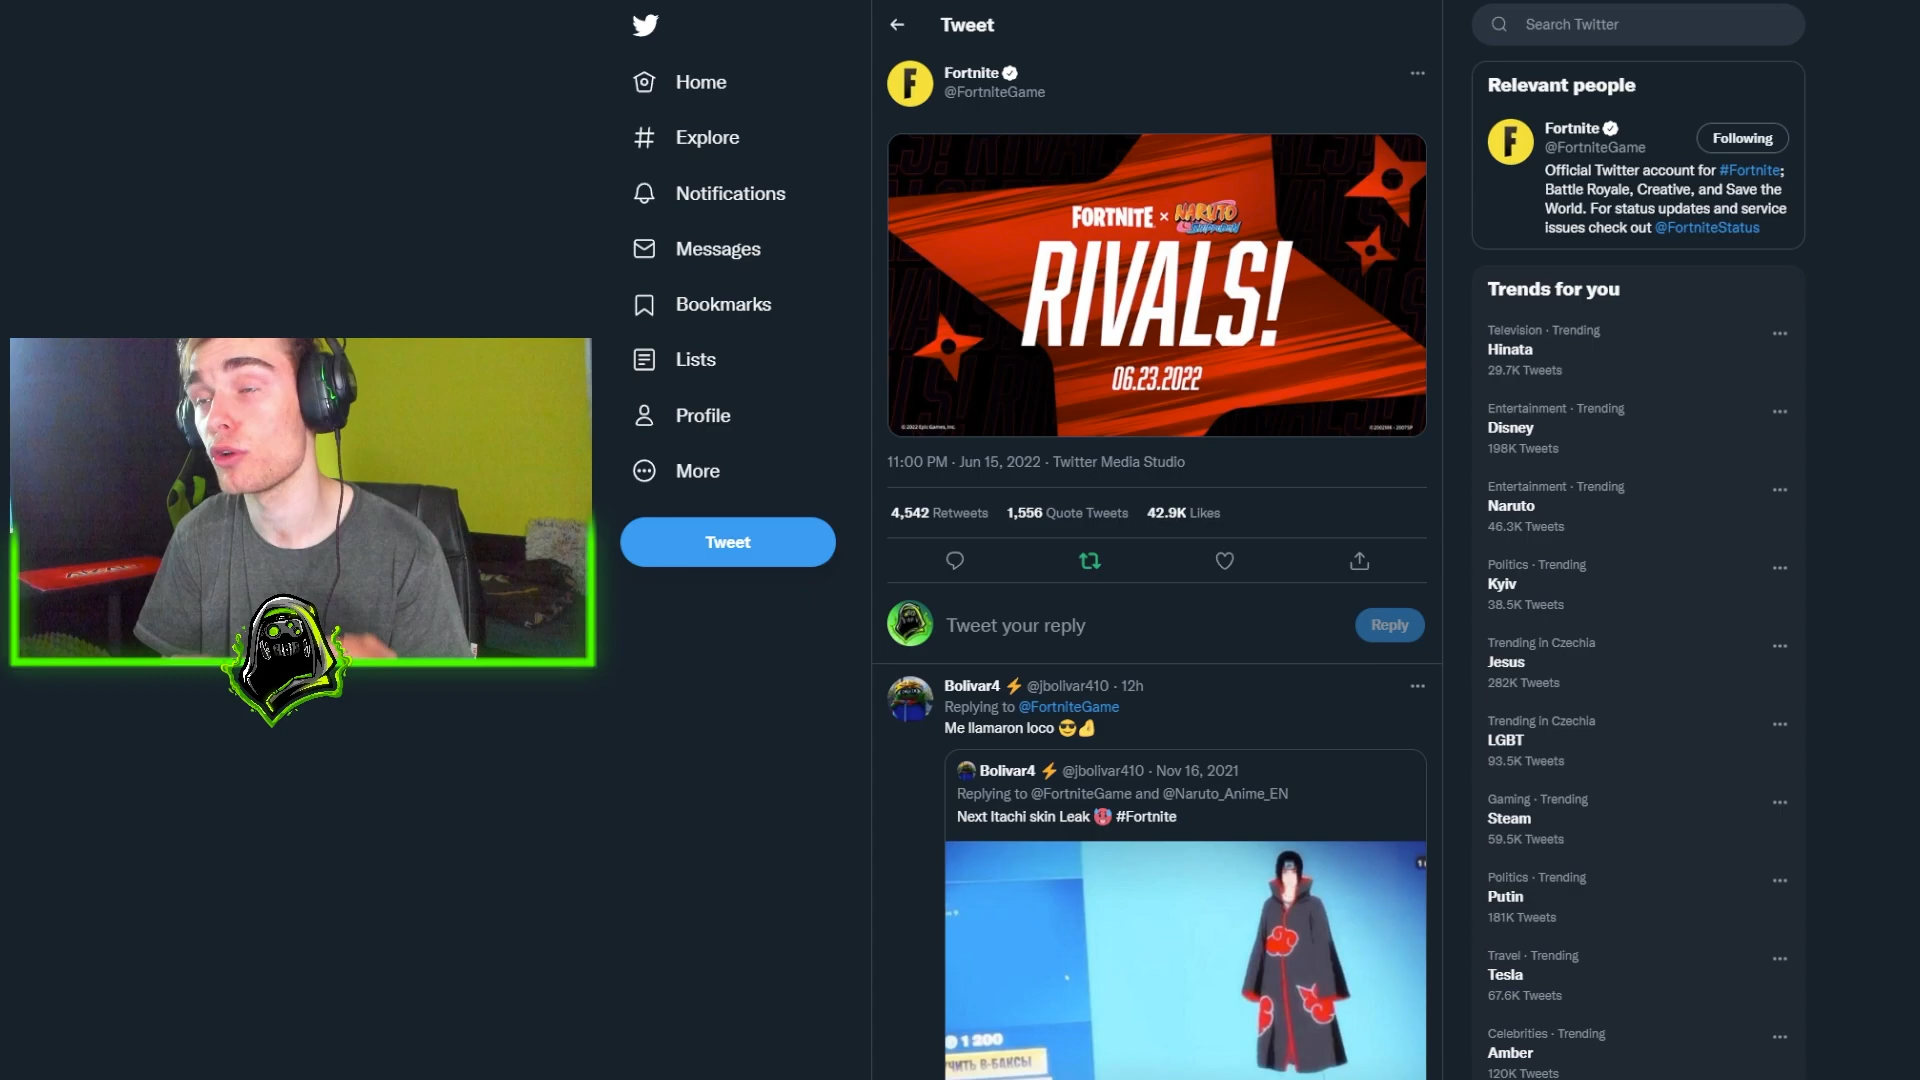 Home
Explore
Notifications
Messages
Bookmarks
Lists
Profile
More
Tweet
Tweet
Fortnite
@FortniteGame
FORTNITE × NARUTO
RIVALS!
06.23.2022
©2022 Epic Games, Inc.
11:00 PM · Jun 15, 2022 · Twitter Media Studio
4,542 Retweets 1,556 Quote Tweets 42.9K Likes
Tweet your reply
Reply
Bolivar4 ⚡ @jbolivar410 · 12h
Replying to @FortniteGame
Me llamaron loco 😎🤌
Bolivar4 ⚡ @jbolivar410 · Nov 16, 2021
Replying to @FortniteGame and @Naruto_Anime_EN
Next Itachi skin Leak 🥵 #Fortnite
1 200
В-БАКСЫ
Search Twitter
Relevant people
Fortnite
@FortniteGame
Following
Official Twitter account for #Fortnite;
Battle Royale, Creative, and Save the
World. For status updates and service
issues check out @FortniteStatus
Trends for you
Television · Trending
Hinata
29.7K Tweets
Entertainment · Trending
Disney
198K Tweets
Entertainment · Trending
Naruto
46.3K Tweets
Politics · Trending
Kyiv
38.5K Tweets
Trending in Czechia
Jesus
282K Tweets
Trending in Czechia
LGBT
93.5K Tweets
Gaming · Trending
Steam
59.5K Tweets
Politics · Trending
Putin
181K Tweets
Travel · Trending
Tesla
67.6K Tweets
Celebrities · Trending
Amber
120K Tweets